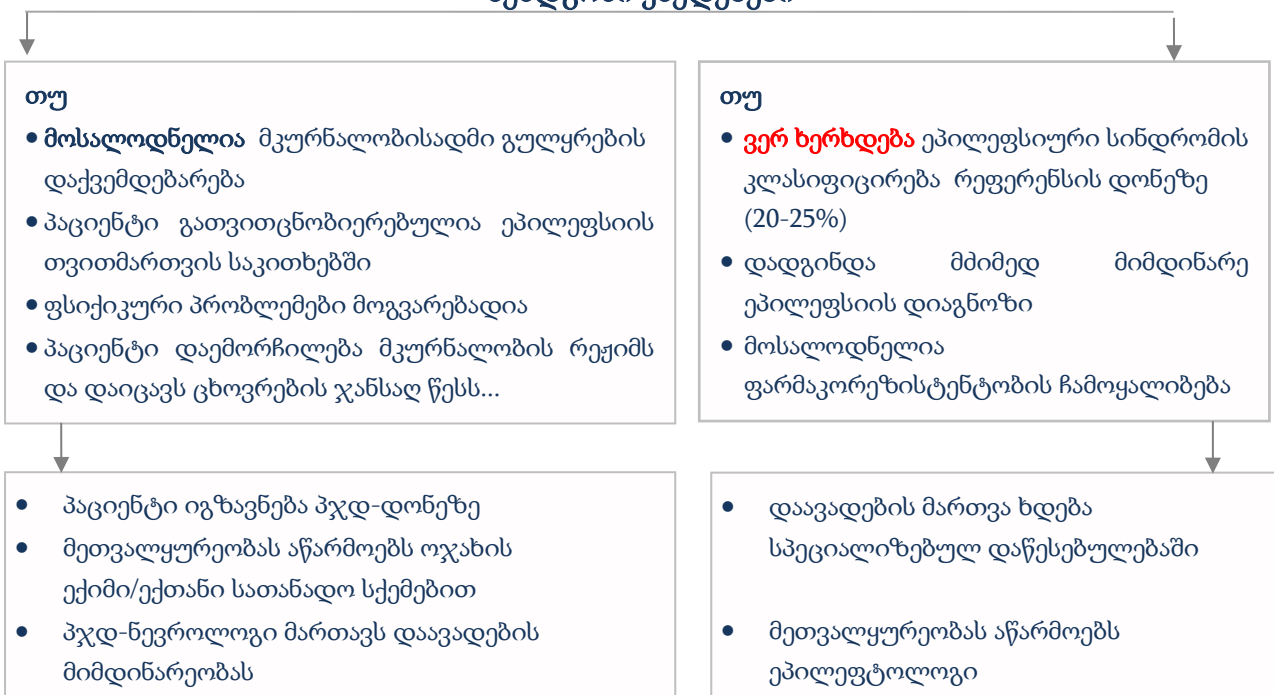 თუ
• მოსალოდნელია მკურნალობისადმი გულყრების
დაქვემდებარება
• პაციენტი გათვითცნობიერებულია ეპილეფსიის
თვითმართვის საკითხებში
• ფსიქიკური პრობლემები მოგვარებადია
• პაციენტი დაემორჩილება მკურნალობის რეჟიმს
და დაიცავს ცხოვრების ჯანსაღ წესს...
თუ
• ვერ ხერხდება ეპილეფსიური სინდრომის
კლასიფიცირება რეფერენსის დონეზე
(20-25%)
• დადგინდა მძიმედ მიმდინარე
ეპილეფსიის დიაგნოზი
• მოსალოდნელია
ფარმაკორეზისტენტობის ჩამოყალიბება
• პაციენტი იგზავნება პჯდ-დონეზე
• მეთვალყურეობას აწარმოებს ოჯახის
ექიმი/ექთანი სათანადო სქემებით
• პჯდ-ნევროლოგი მართავს დაავადების
მიმდინარეობას
• დაავადების მართვა ხდება
სპეციალიზებულ დაწესებულებაში
• მეთვალყურეობას აწარმოებს
ეპილეფტოლოგი